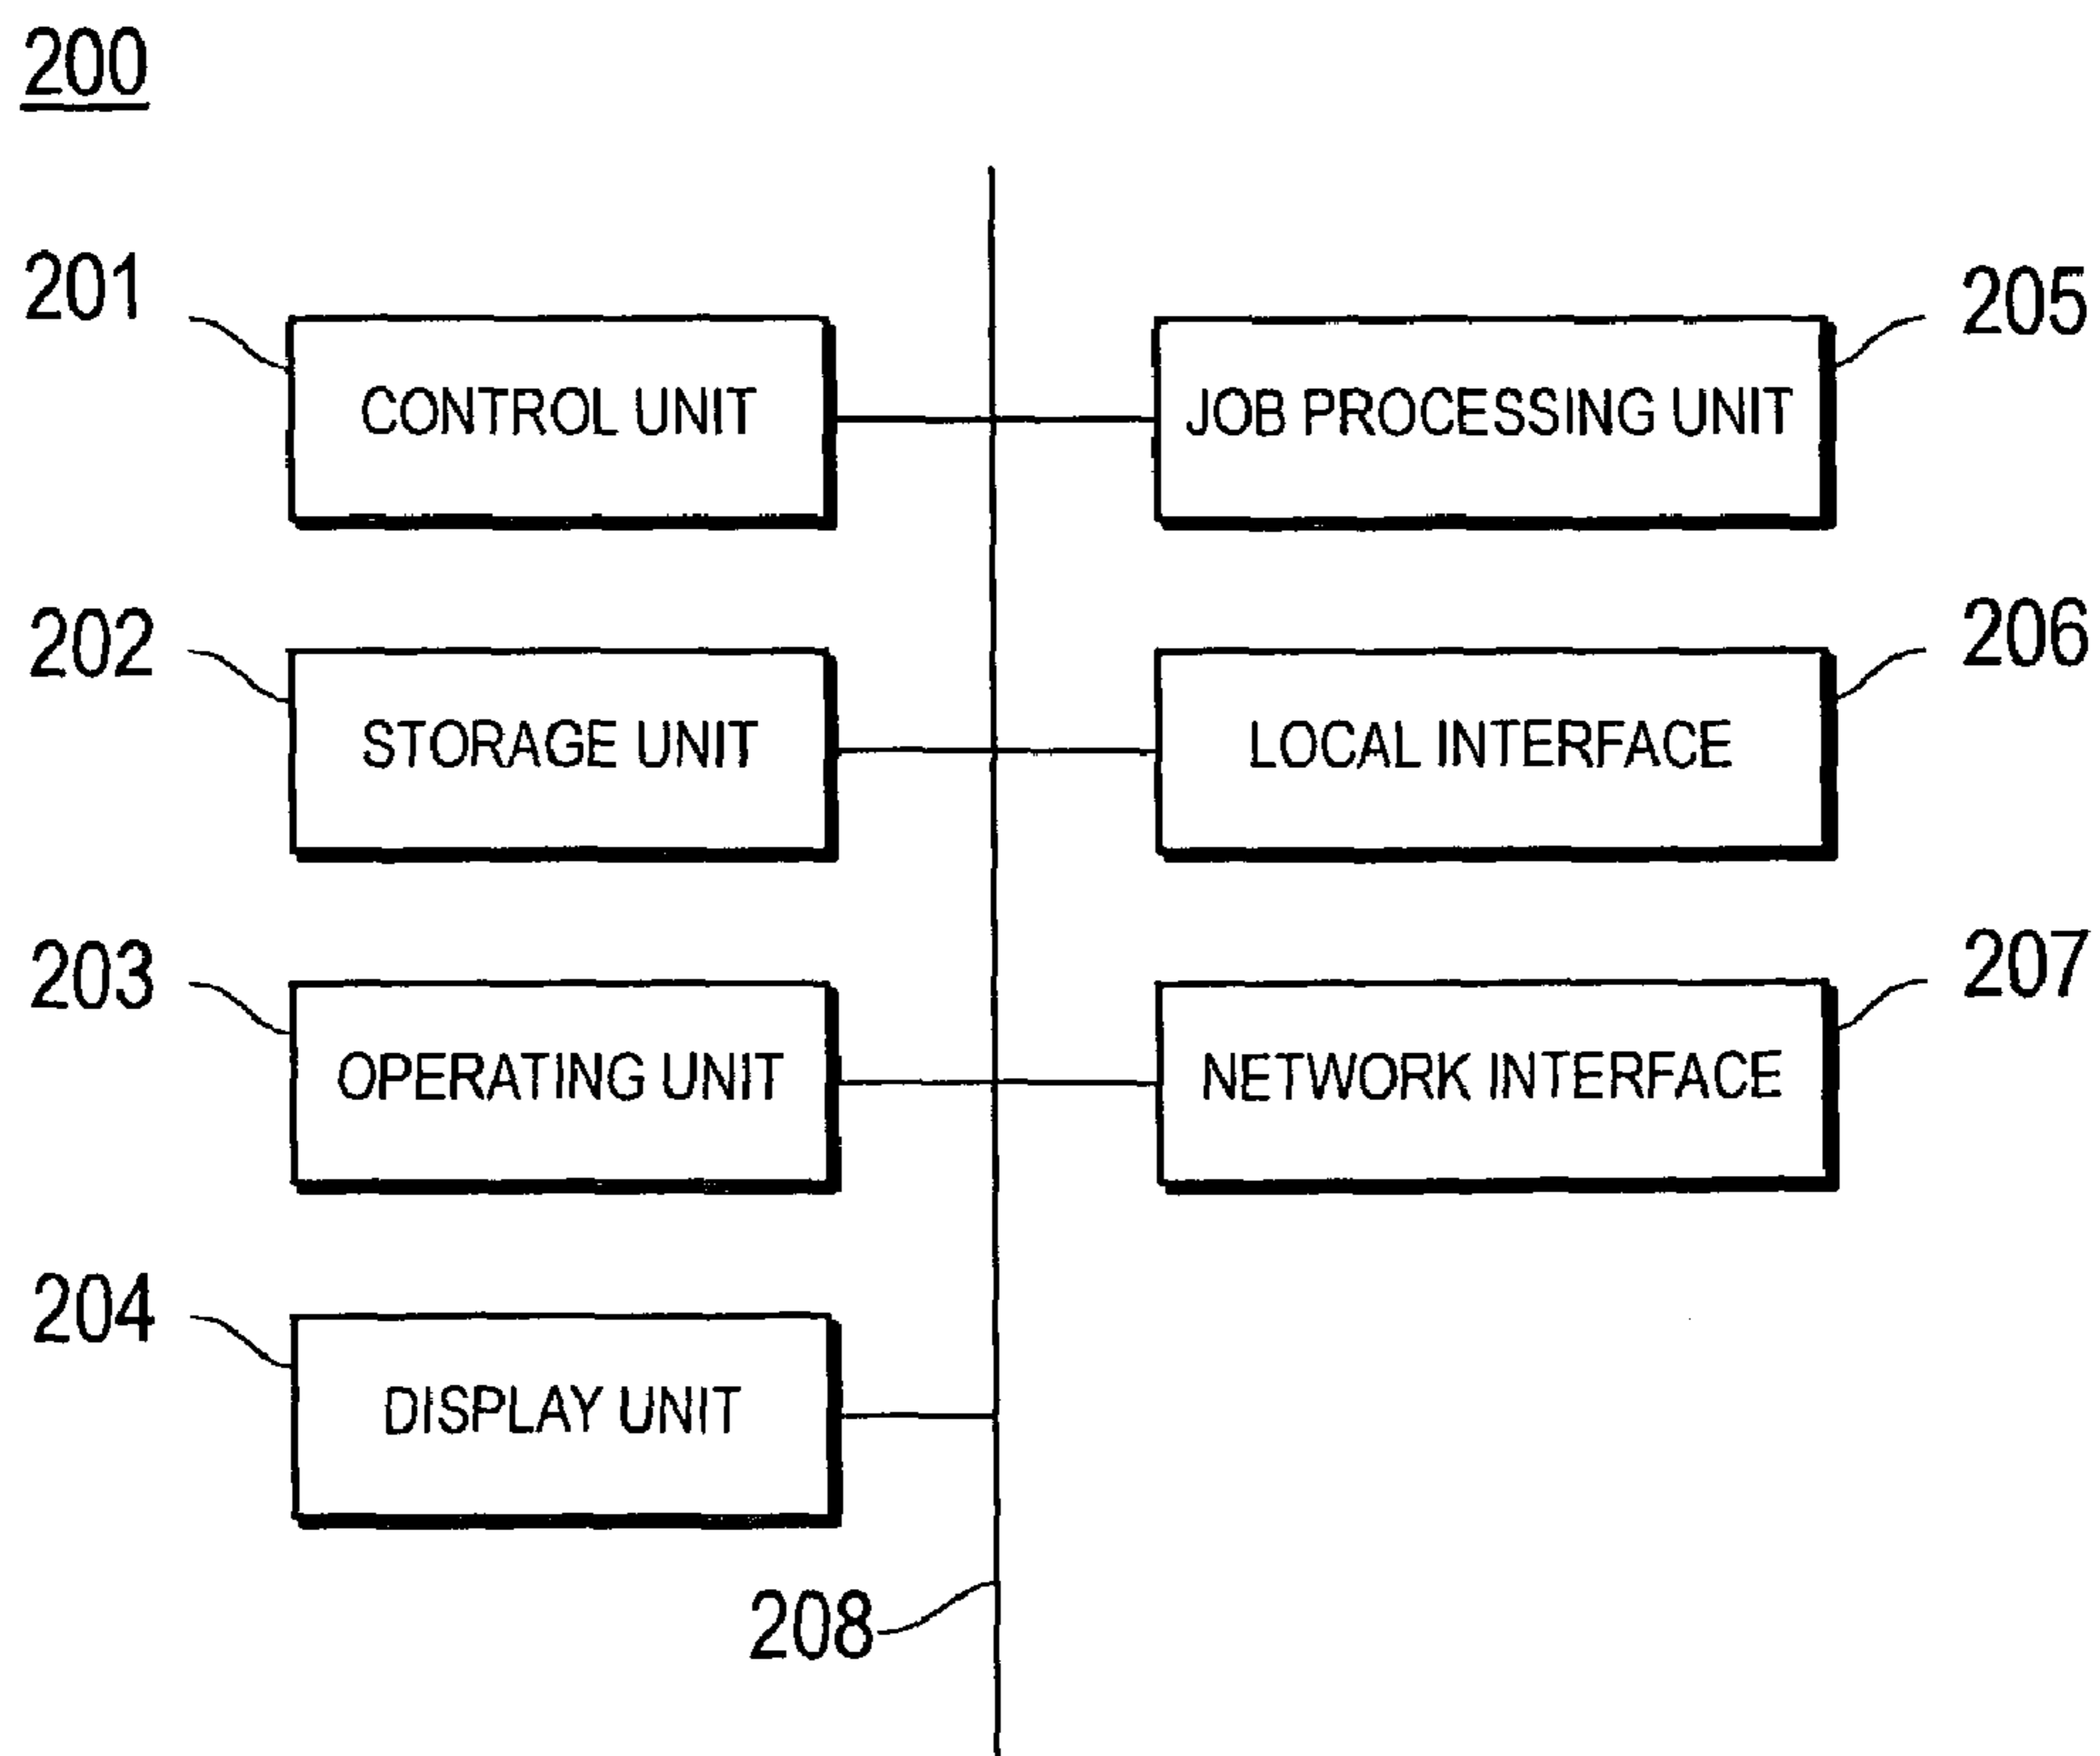 200
201
CONTROL UNIT
JOB PROCESSING UNIT
205
202
STORAGE UNIT
LOCAL INTERFACE
206
203
OPERATING UNIT
NETWORK INTERFACE
207
204
DISPLAY UNIT
208